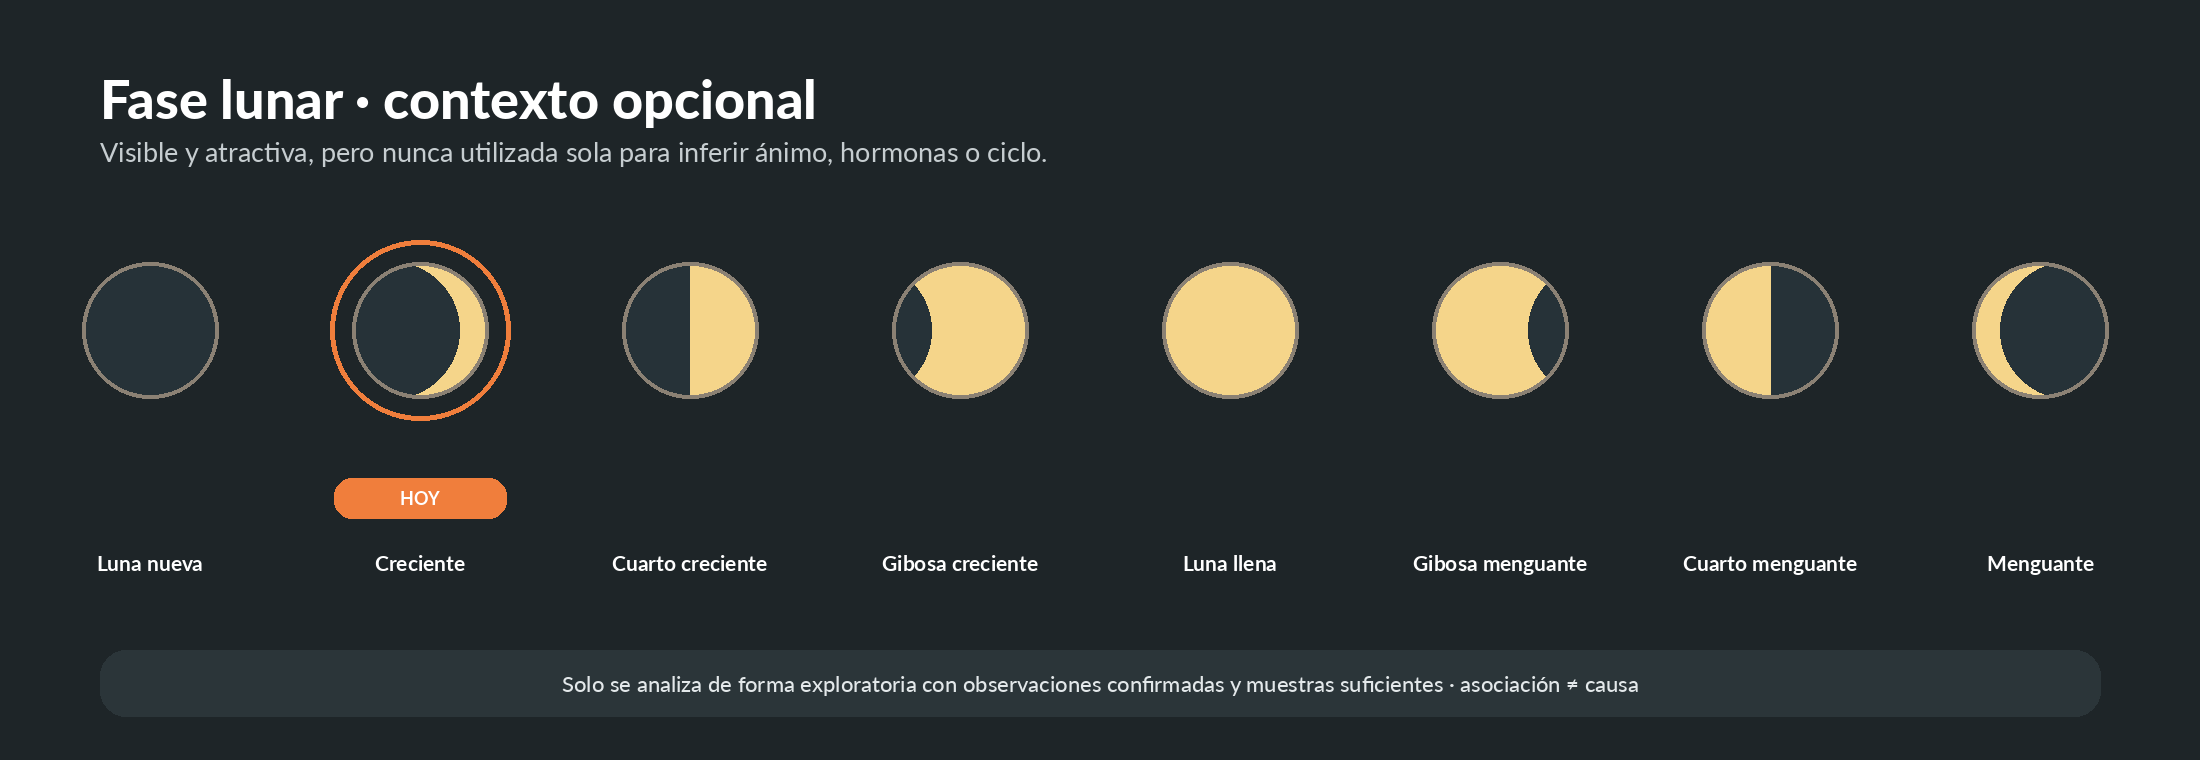 Fase lunar · contexto opcional
Visible y atractiva, pero nunca utilizada sola para inferir ánimo, hormonas o ciclo.
HOY
Luna nueva
Creciente
Cuarto creciente
Gibosa creciente
Luna llena
Gibosa menguante
Cuarto menguante
Menguante
Solo se analiza de forma exploratoria con observaciones confirmadas y muestras suficientes · asociación ≠ causa